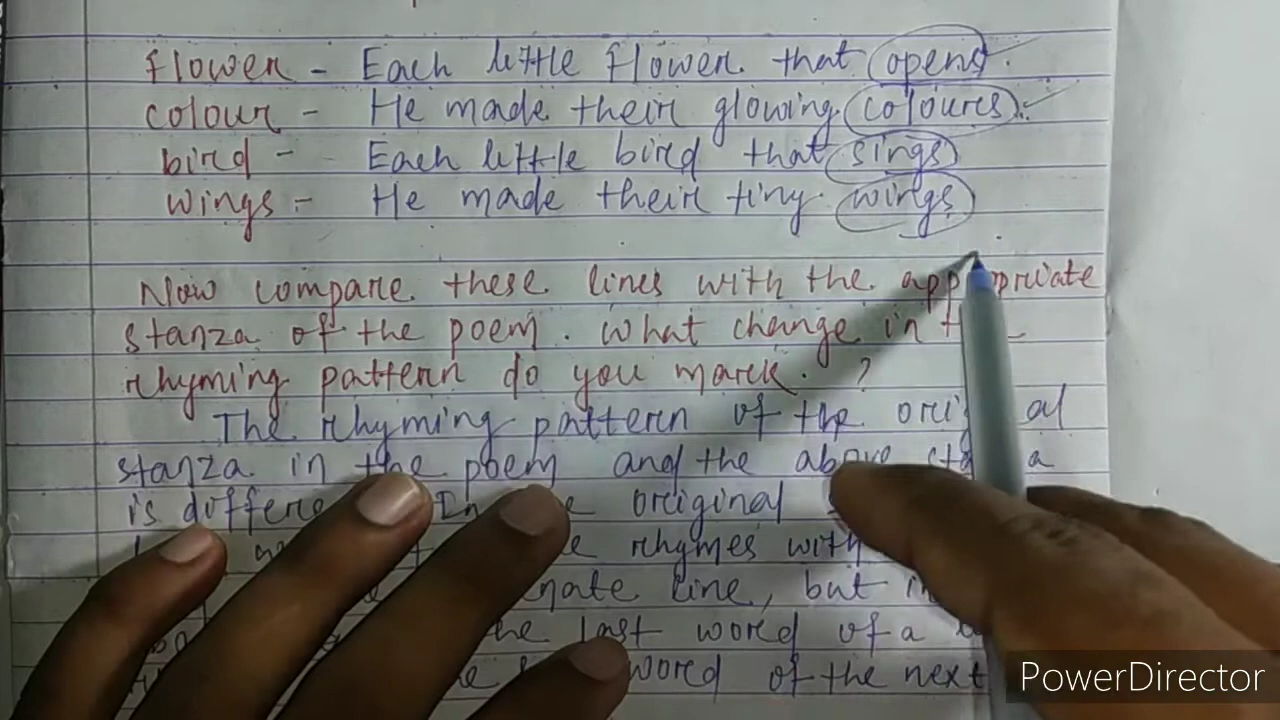 flower - Each little flower that opens.
colour - He made their glowing colours.
bird - Each little bird that sings
wings - He made their tiny wings
Now compare these lines with the appropriate
stanza of the poem. What change in
rhyming pattern do you mark. ?
The rhyming pattern of the original
stanza in the poem and the above
is original
rhymes with
line, but
the last word of a
word of the next
PowerDirector